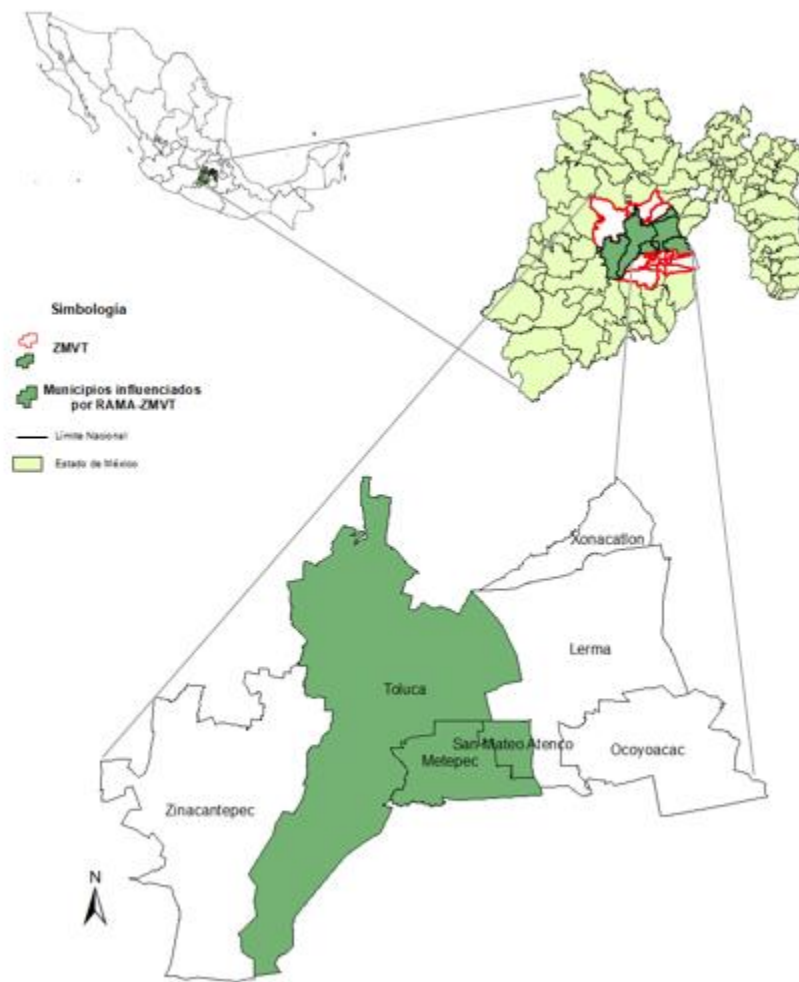 Simbología
ZMVT
Municipios influenciados
por RAMA-ZMVT
Límite Nacional
Estado de México
Xonacatlon
Lerma
Toluca
San Mateo Atenco
Metepec
Ocoyoacac
Zinacantepec
N